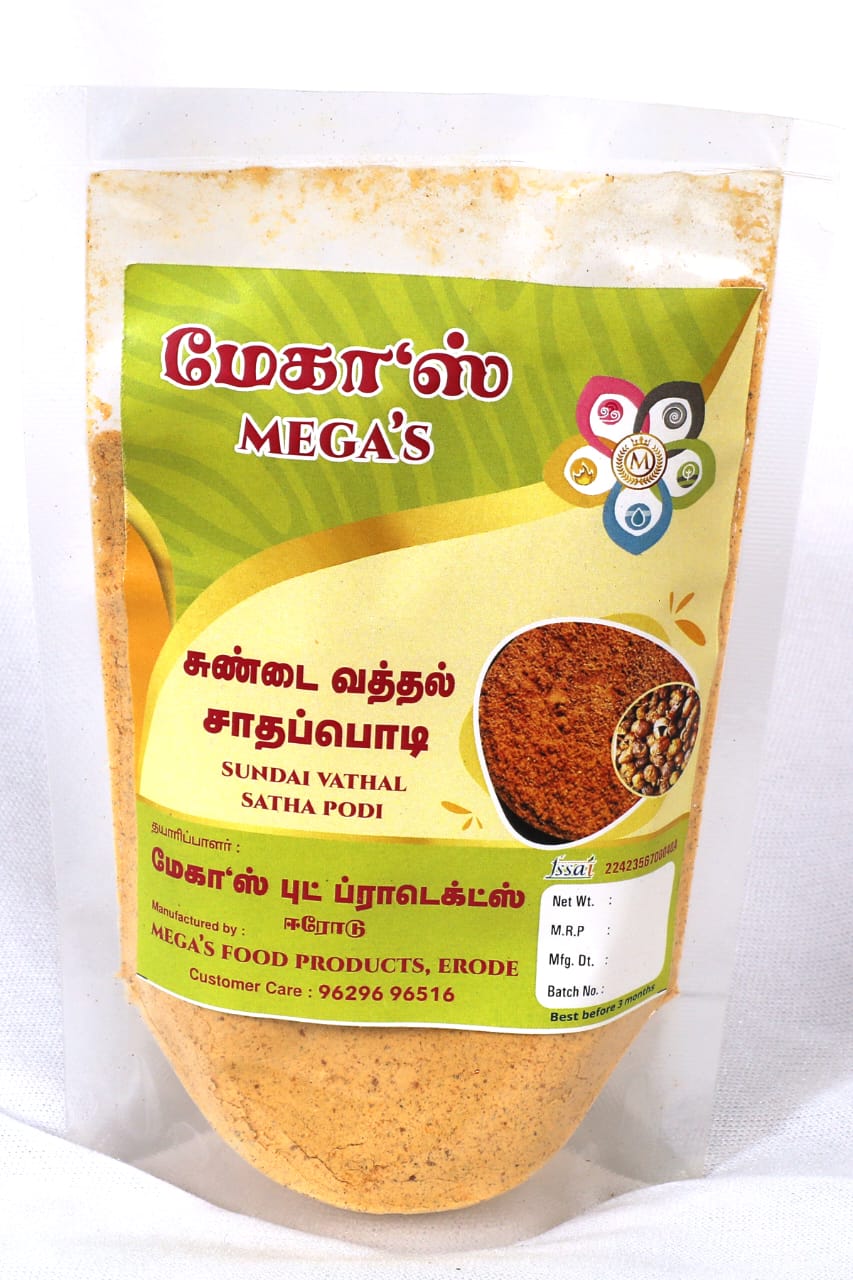 மேகா‘ஸ்
MEGA’S
M
சுண்டை வத்தல்
சாதப்பொடி
SUNDAI VATHAL
SATHA PODI
தயாரிப்பாளர் :
மேகா‘ஸ் புட் ப்ராடெக்ட்ஸ்
ஈரோடு
Manufactured by :
MEGA’S FOOD PRODUCTS, ERODE
Customer Care : 96296 96516
fssai
Net Wt. :
M.R.P :
Mfg. Dt. :
Batch No. :
Best before 3 months